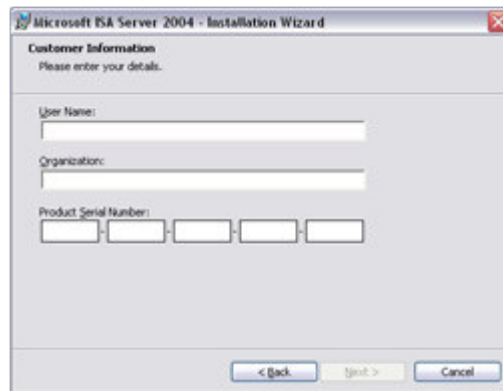 Microsoft ISA Server 2004 - Installation Wizard
Customer Information
Please enter your details.
User Name:
Organization:
Product Serial Number:
- - - -
< Back Next > Cancel